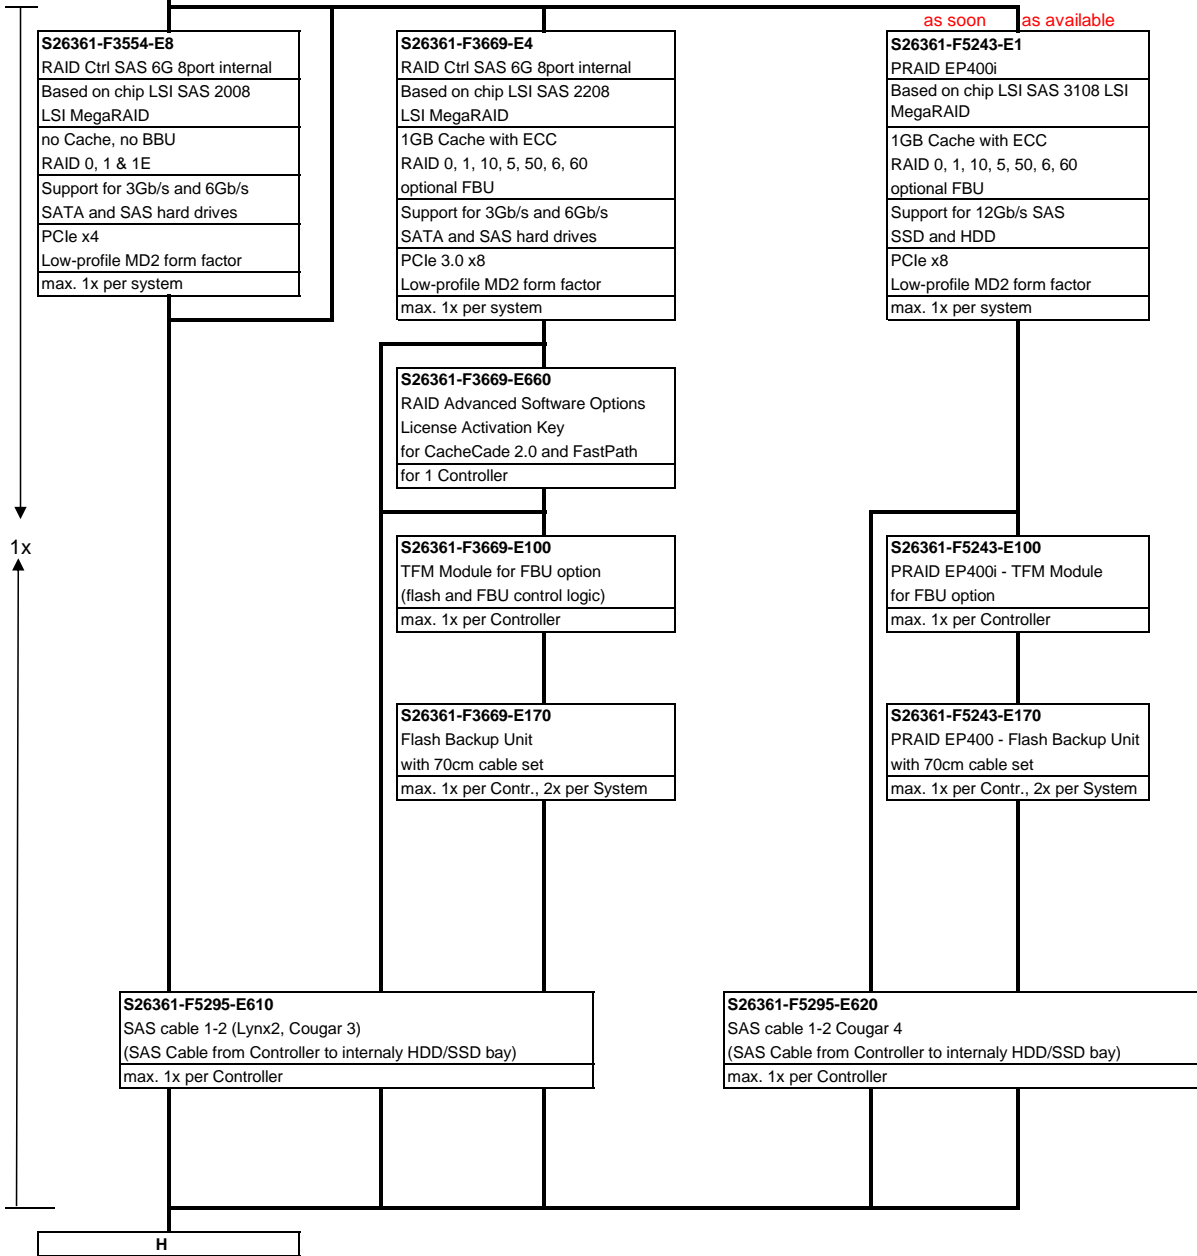 as soon as available
S26361-F3554-E8
RAID Ctrl SAS 6G 8port internal
Based on chip LSI SAS 2008
LSI MegaRAID
no Cache, no BBU
RAID 0, 1 & 1E
Support for 3Gb/s and 6Gb/s
SATA and SAS hard drives
PCIe x4
Low-profile MD2 form factor
max. 1x per system
S26361-F3669-E4
RAID Ctrl SAS 6G 8port internal
Based on chip LSI SAS 2208
LSI MegaRAID
1GB Cache with ECC
RAID 0, 1, 10, 5, 50, 6, 60
optional FBU
Support for 3Gb/s and 6Gb/s
SATA and SAS hard drives
PCIe 3.0 x8
Low-profile MD2 form factor
max. 1x per system
S26361-F5243-E1
PRAID EP400i
Based on chip LSI SAS 3108 LSI
MegaRAID
1GB Cache with ECC
RAID 0, 1, 10, 5, 50, 6, 60
optional FBU
Support for 12Gb/s SAS
SSD and HDD
PCIe x8
Low-profile MD2 form factor
max. 1x per system
S26361-F3669-E660
RAID Advanced Software Options
License Activation Key
for CacheCade 2.0 and FastPath
for 1 Controller
1x
S26361-F3669-E100
TFM Module for FBU option
(flash and FBU control logic)
max. 1x per Controller
S26361-F5243-E100
PRAID EP400i - TFM Module
for FBU option
max. 1x per Controller
S26361-F3669-E170
Flash Backup Unit
with 70cm cable set
max. 1x per Contr., 2x per System
S26361-F5243-E170
PRAID EP400 - Flash Backup Unit
with 70cm cable set
max. 1x per Contr., 2x per System
S26361-F5295-E610
SAS cable 1-2 (Lynx2, Cougar 3)
(SAS Cable from Controller to internaly HDD/SSD bay)
max. 1x per Controller
S26361-F5295-E620
SAS cable 1-2 Cougar 4
(SAS Cable from Controller to internaly HDD/SSD bay)
max. 1x per Controller
H